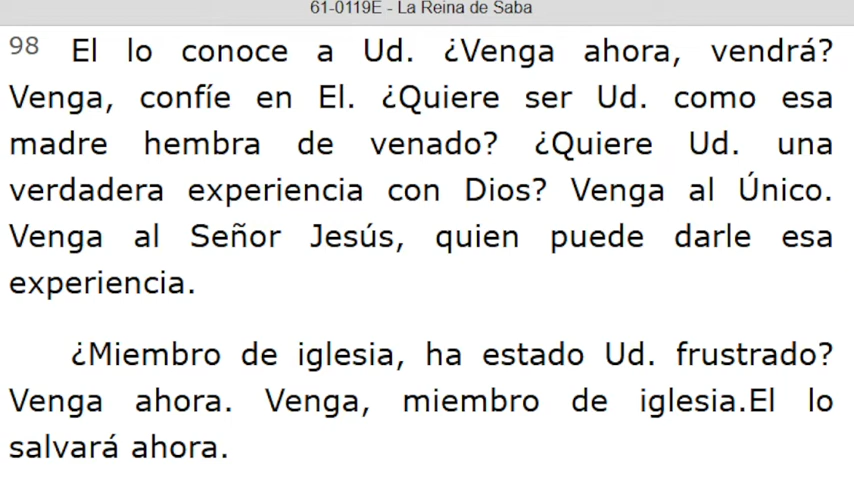 61-0119E - La Reina de Saba
98 El lo conoce a Ud. ¿Venga ahora, vendrá?
Venga, confíe en El. ¿Quiere ser Ud. como esa
madre hembra de venado? ¿Quiere Ud. una
verdadera experiencia con Dios? Venga al Único.
Venga al Señor Jesús, quien puede darle esa
experiencia.
¿Miembro de iglesia, ha estado Ud. frustrado?
Venga ahora. Venga, miembro de iglesia.El lo
salvará ahora.